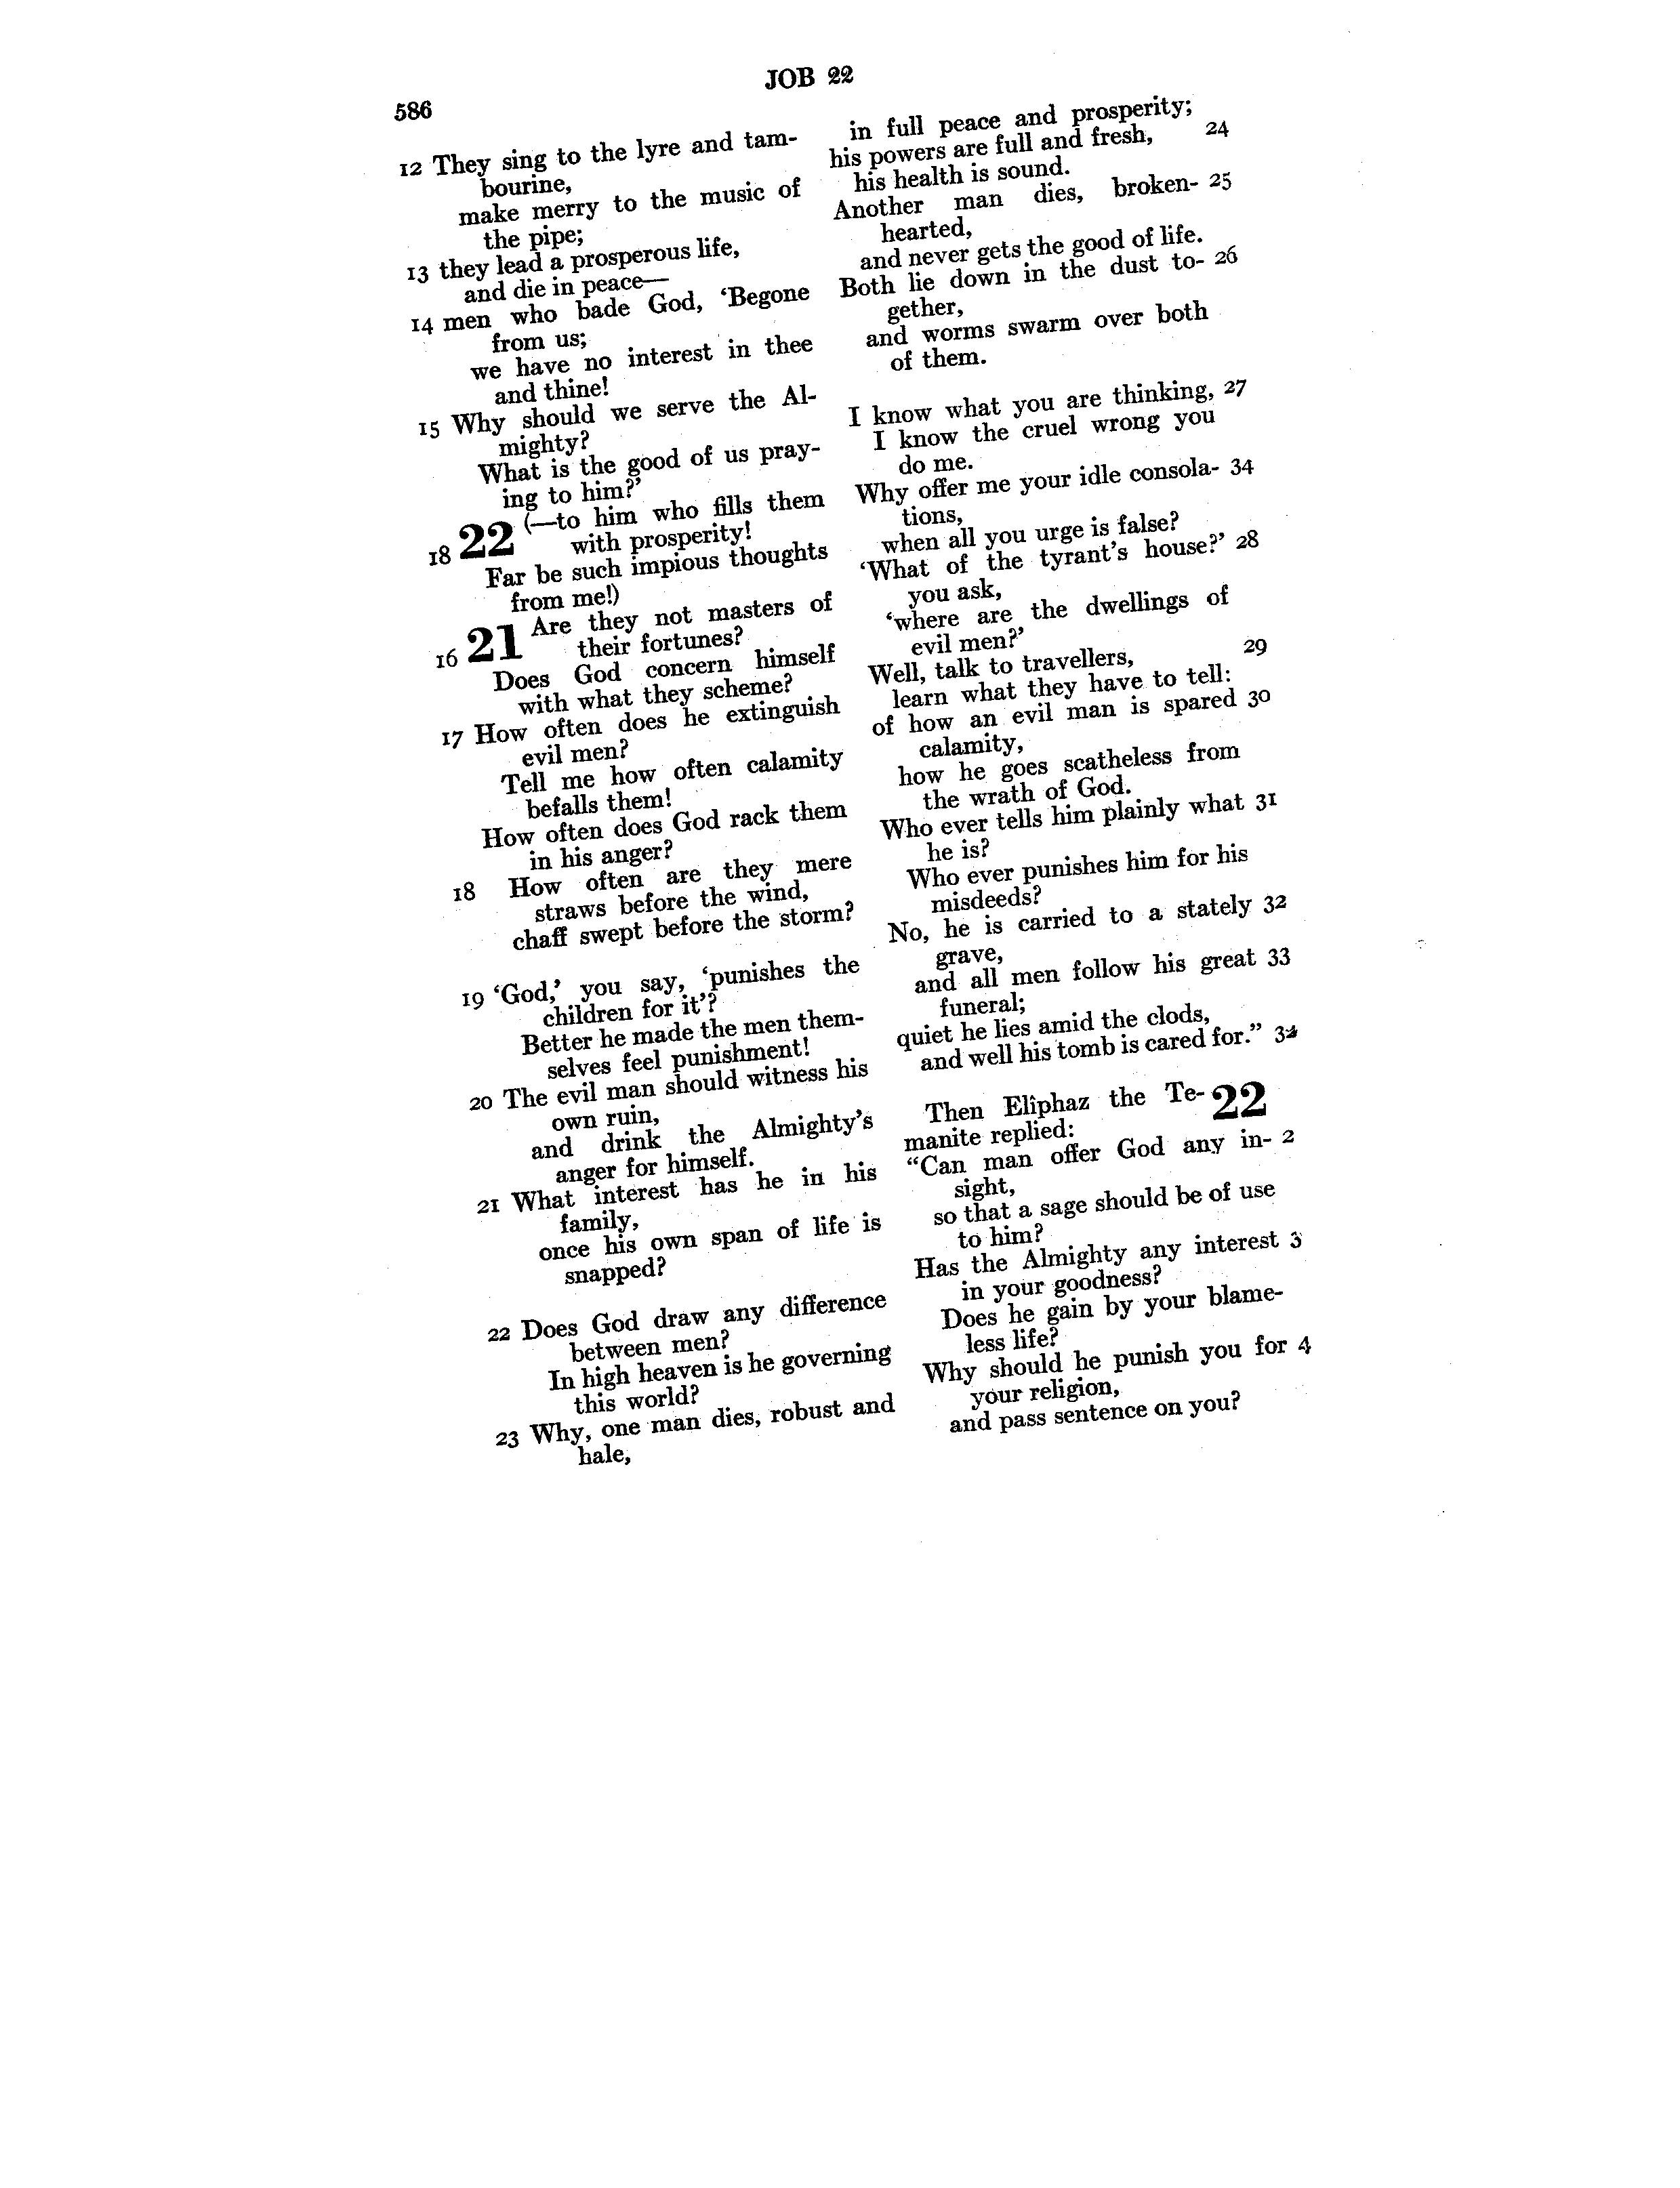 586
JOB 22
12 They sing to the lyre and tam-
bourine,
make merry to the music of
the pipe;
13 they lead a prosperous life,
and die in peace—
14 men who bade God, ‘Begone
from us;
we have no interest in thee
and thine!
15 Why should we serve the Al-
mighty?
What is the good of us pray-
ing to him?’
18 22 (—to him who fills them
with prosperity!
Far be such impious thoughts
from me!)
16 21 Are they not masters of
their fortunes?
Does God concern himself
with what they scheme?
17 How often does he extinguish
evil men?
Tell me how often calamity
befalls them!
How often does God rack them
in his anger?
18 How often are they mere
straws before the wind,
chaff swept before the storm?
19 ‘God,’ you say, ‘punishes the
children for it’?
Better he made the men them-
selves feel punishment!
20 The evil man should witness his
own ruin,
and drink the Almighty’s
anger for himself.
21 What interest has he in his
family,
once his own span of life is
snapped?
22 Does God draw any difference
between men?
In high heaven is he governing
this world?
23 Why, one man dies, robust and
hale,
in full peace and prosperity;
his powers are full and fresh, 24
his health is sound.
Another man dies, broken- 25
hearted,
and never gets the good of life.
Both lie down in the dust to- 26
gether,
and worms swarm over both
of them.
I know what you are thinking, 27
I know the cruel wrong you
do me.
Why offer me your idle consola- 34
tions,
when all you urge is false?
‘What of the tyrant’s house?’ 28
you ask,
‘where are the dwellings of
evil men?’
Well, talk to travellers, 29
learn what they have to tell:
of how an evil man is spared 30
calamity,
how he goes scatheless from
the wrath of God.
Who ever tells him plainly what 31
he is?
Who ever punishes him for his
misdeeds?
No, he is carried to a stately 32
grave,
and all men follow his great 33
funeral;
quiet he lies amid the clods,
and well his tomb is cared for.” 34
Then Eliphaz the Te- 22
manite replied:
“Can man offer God any in- 2
sight,
so that a sage should be of use
to him?
Has the Almighty any interest 3
in your goodness?
Does he gain by your blame-
less life?
Why should he punish you for 4
your religion,
and pass sentence on you?